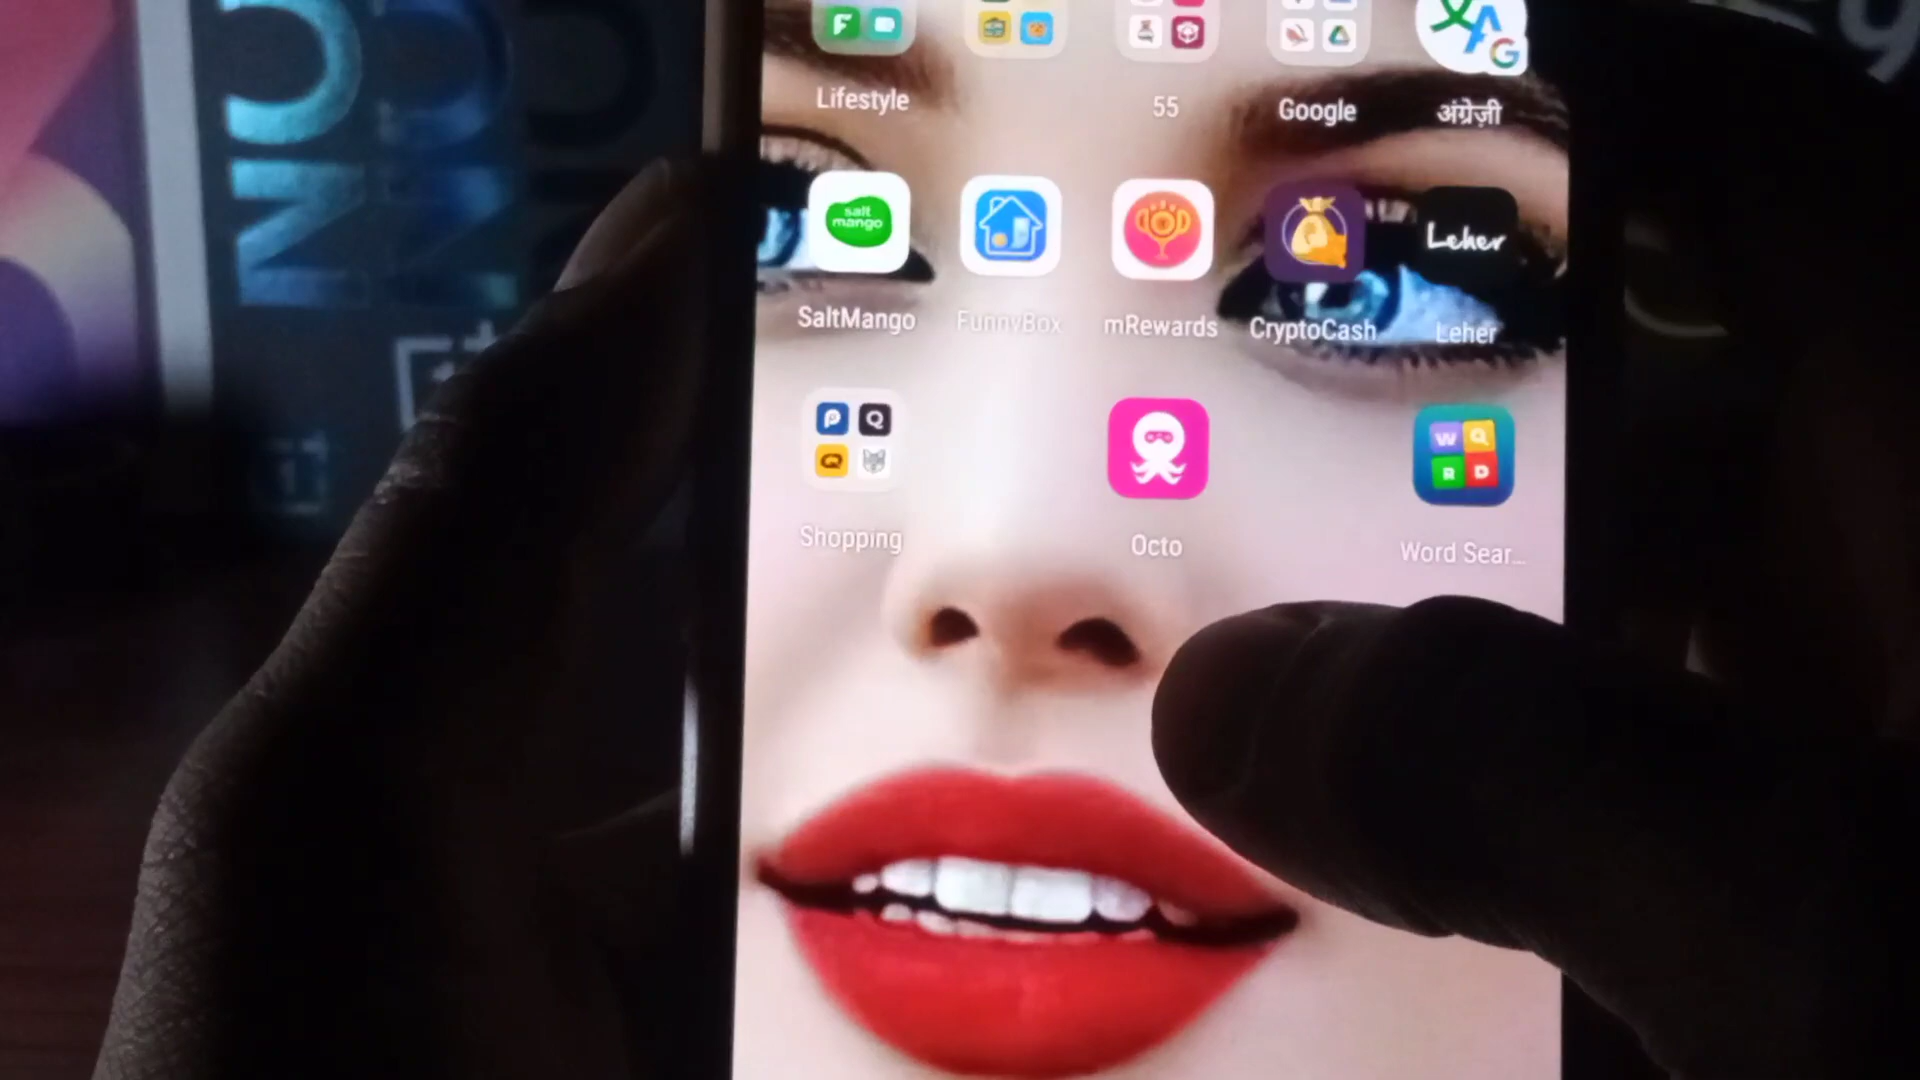 Lifestyle
55
Google
अंग्रेज़ी
salt
mango
Leher
SaltMango
FunnyBox
mRewards
CryptoCash
Leher
W
R D
Shopping
Octo
Word Sear...